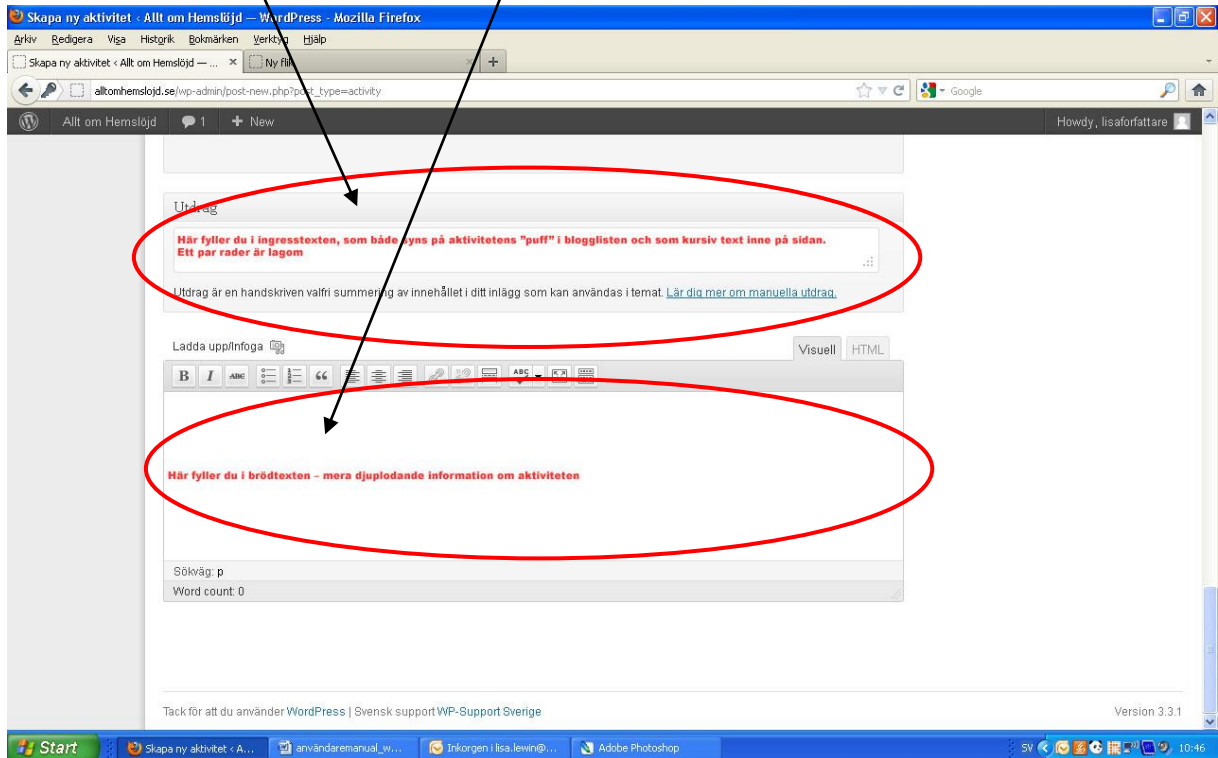 Skapa ny aktivitet ‹ Allt om Hemslöjd — WordPress - Mozilla Firefox
Arkiv Redigera Visa Historik Bokmärken Verktyg Hjälp
Skapa ny aktivitet ‹ Allt om Hemslöjd — ... × Ny flik × +
alltomhemslojd.se/wp-admin/post-new.php?post_type=activity Google
Allt om Hemslöjd 1 + New Howdy, lisaforfattare
Utdrag
Här fyller du i ingresstexten, som både syns på aktivitetens ”puff” i blogglisten och som kursiv text inne på sidan.
Ett par rader är lagom
Utdrag är en handskriven valfri summering av innehållet i ditt inlägg som kan användas i temat. Lär dig mer om manuella utdrag.
Ladda upp/Infoga Visuell HTML
B I ABC ABC
Här fyller du i brödtexten – mera djuplodande information om aktiviteten
Sökväg: p
Word count: 0
Tack för att du använder WordPress | Svensk support WP-Support Sverige Version 3.3.1
Start Skapa ny aktivitet ‹ A... användaremanual_w... Inkorgen i lisa.lewin@... Adobe Photoshop SV 10:46